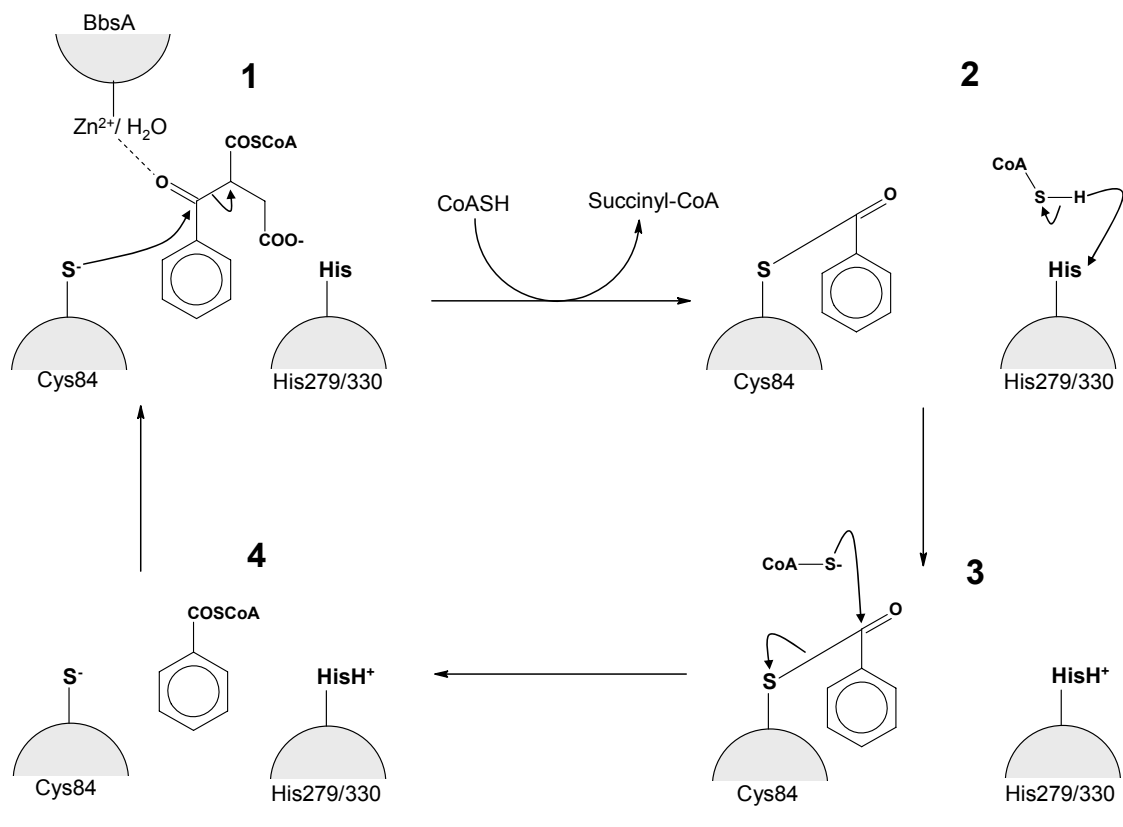 BbsA
1
Zn2+/ H2O
COSCoA
O
COO-
S-
His
Cys84
His279/330
CoASH
Succinyl-CoA
2
CoA
S
H
O
S
His
Cys84
His279/330
3
CoA
S-
O
S
HisH+
Cys84
His279/330
4
COSCoA
S-
HisH+
Cys84
His279/330